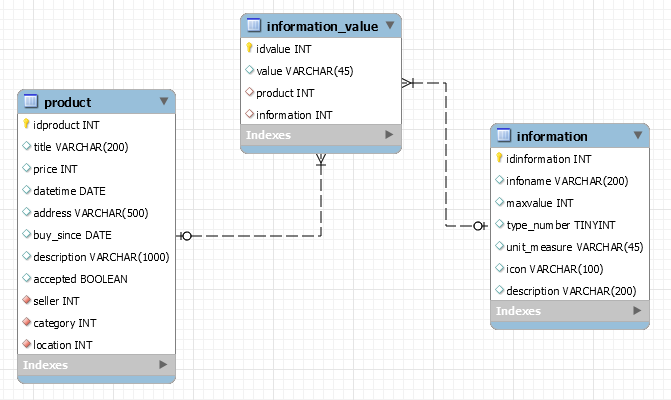 information_value
idvalue INT
value VARCHAR(45)
product INT
information INT
Indexes
product
idproduct INT
title VARCHAR(200)
price INT
datetime DATE
address VARCHAR(500)
buy_since DATE
description VARCHAR(1000)
accepted BOOLEAN
seller INT
category INT
location INT
Indexes
information
idinformation INT
infoname VARCHAR(200)
maxvalue INT
type_number TINYINT
unit_measure VARCHAR(45)
icon VARCHAR(100)
description VARCHAR(200)
Indexes